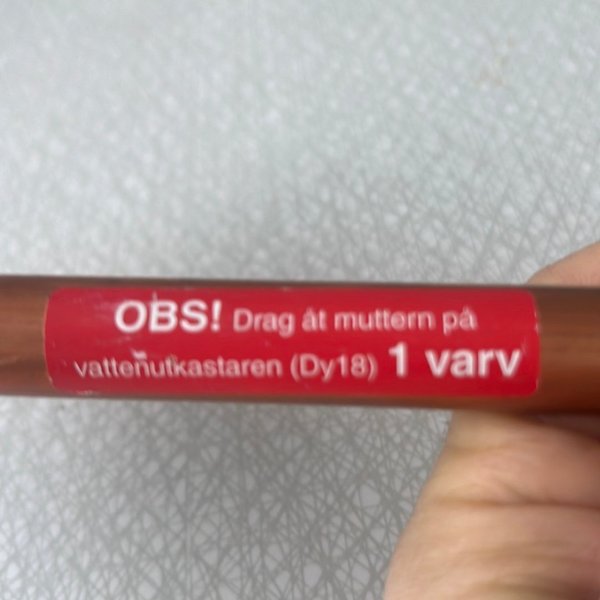 OBS! Drag åt muttern på
vattenutkastaren (Dy18) 1 varv